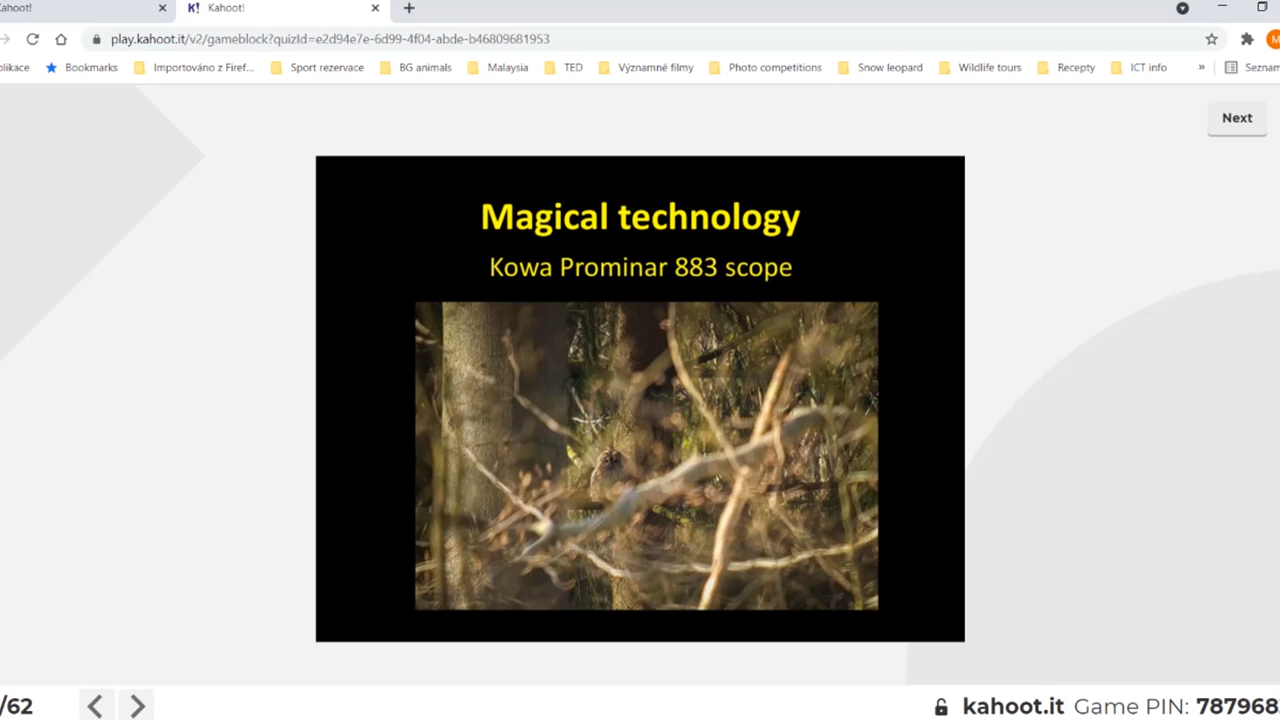 Kahoot!
K! Kahoot!
play.kahoot.it/v2/gameblock?quizId=e2d94e7e-6d99-4f04-abde-b46809681953
plikace Bookmarks Importováno z Firef... Sport rezervace BG animals Malaysia TED Významné filmy Photo competitions Snow leopard Wildlife tours Recepty ICT info » Seznam
Next
Magical technology
Kowa Prominar 883 scope
/62
kahoot.it Game PIN: 787968